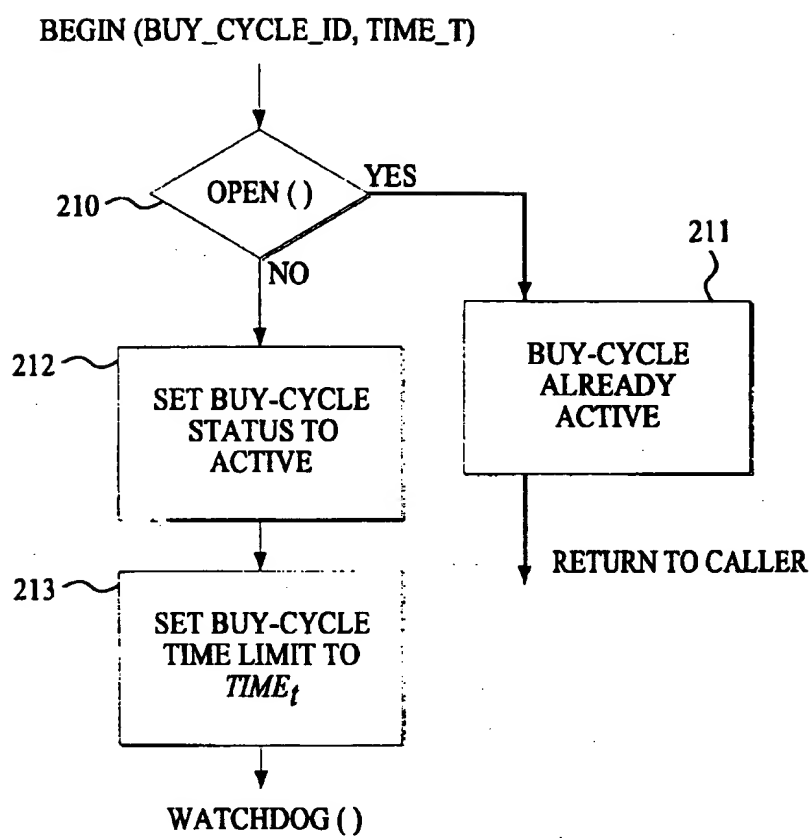 BEGIN (BUY_CYCLE_ID, TIME_T)
OPEN ( )
YES
210
NO
211
212
BUY-CYCLE
ALREADY
ACTIVE
SET BUY-CYCLE
STATUS TO
ACTIVE
RETURN TO CALLER
213
SET BUY-CYCLE
TIME LIMIT TO
TIMEt
WATCHDOG ( )